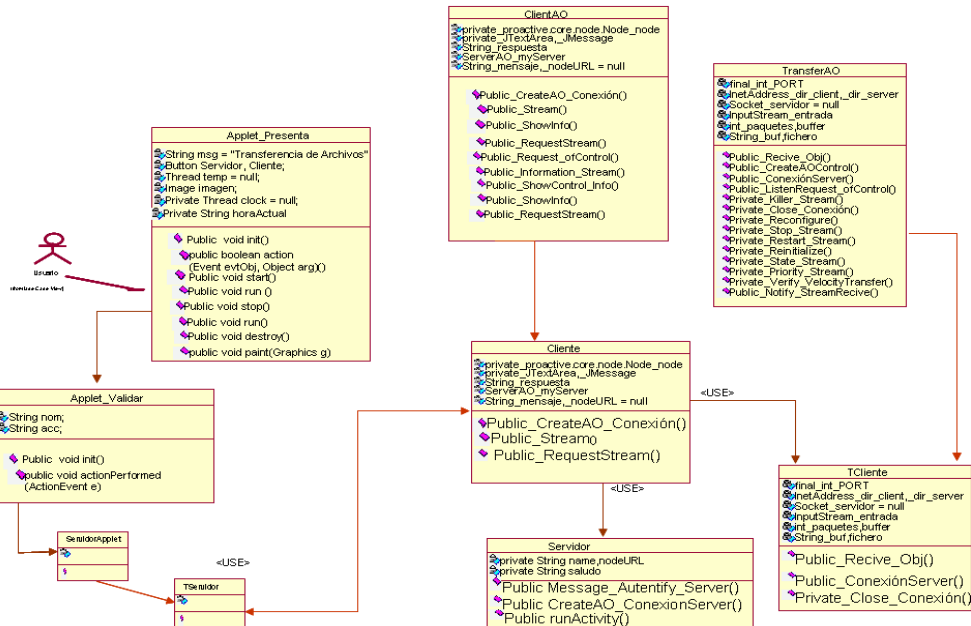 ClientAO
private_proactive.core.node.Node_node
private_JTextArea,_JMessage
String_respuesta
ServerAO_myServer
String_mensaje,_nodeURL = null
Public_CreateAO_Conexión()
Public_Stream()
Public_ShowInfo()
Public_RequestStream()
Public_Request_ofControl()
Public_Information_Stream()
Public_ShowControl_Info()
Public_ShowInfo()
Public_RequestStream()
TransferAO
final_int_PORT
InetAddress_dir_client,_dir_server
Socket_servidor = null
InputStream_entrada
int_paquetes,buffer
String_buf,fichero
Public_Recive_Obj()
Public_CreateAOControl()
Public_ConexiónServer()
Public_ListenRequest_ofControl()
Private_Killer_Stream()
Private_Close_Conexión()
Private_Reconfigure()
Private_Stop_Stream()
Private_Restart_Stream()
Private_Reinitialize()
Private_State_Stream()
Private_Priority_Stream()
Private_Verify_VelocityTransfer()
Public_Notify_StreamRecive()
Applet_Presenta
String msg = "Transferencia de Archivos"
Button Servidor, Cliente;
Thread temp = null;
Image imagen;
Private Thread clock = null;
Private String horaActual
Public void init()
public boolean action
(Event evtObj, Object arg)()
Public void start()
Public void run ()
Public void stop()
Public void run()
Public void destroy()
public void paint(Graphics g)
Usuario
Cliente
private_proactive.core.node.Node_node
private_JTextArea,_JMessage
String_respuesta
ServerAO_myServer
String_mensaje,_nodeURL = null
Public_CreateAO_Conexión()
Public_Stream()
Public_RequestStream()
<USE>
<USE>
Applet_Validar
String nom;
String acc;
Public void init()
public void actionPerformed
(ActionEvent e)
TCliente
final_int_PORT
InetAddress_dir_client,_dir_server
Socket_servidor = null
InputStream_entrada
int_paquetes,buffer
String_buf,fichero
Public_Recive_Obj()
Public_ConexiónServer()
Private_Close_Conexión()
ServidorApplet
<USE>
TServidor
Servidor
private String name,nodeURL
private String saludo
Public Message_Autentify_Server()
Public CreateAO_ConexionServer()
Public runActivity()